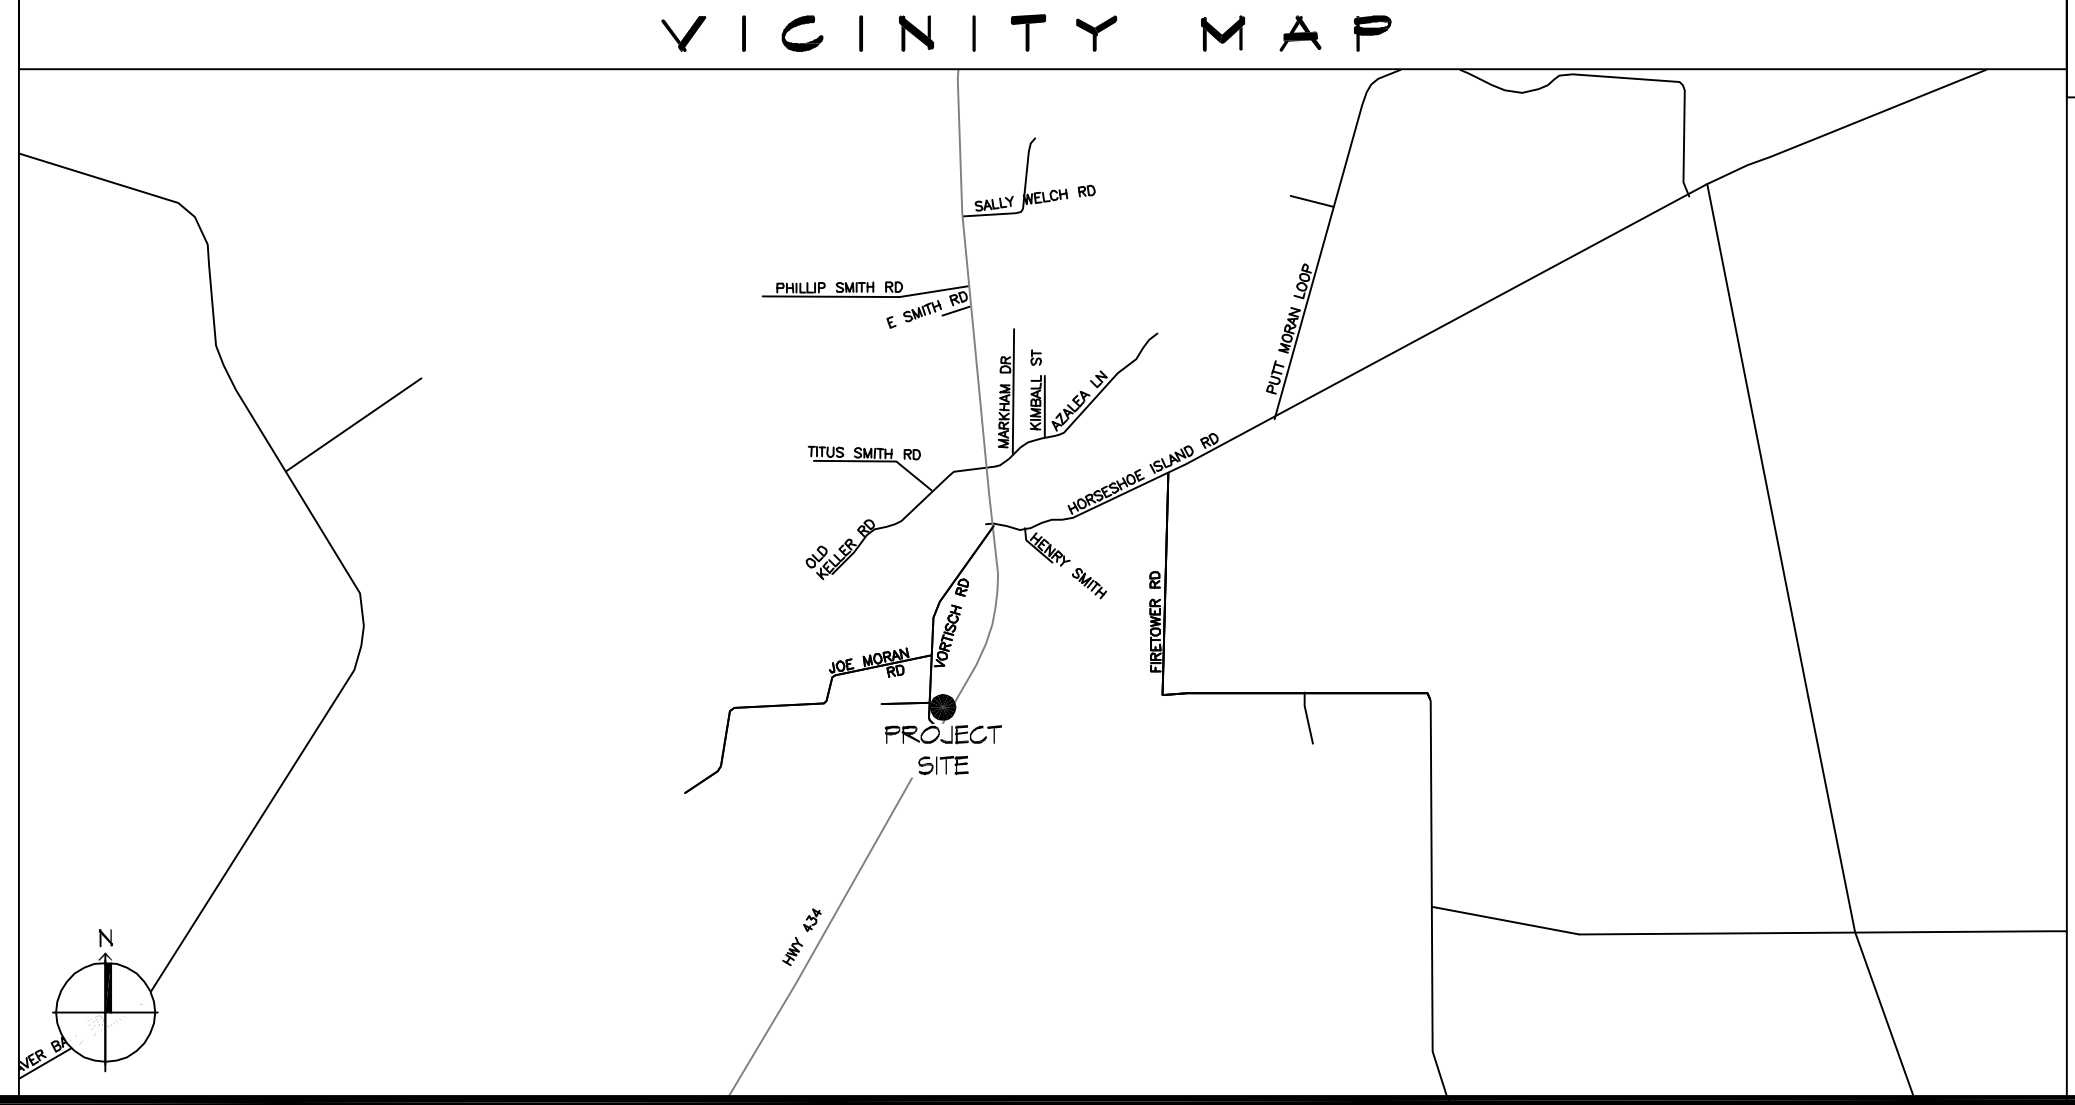 VICINITY MAP
SALLY WELCH RD
PHILLIP SMITH RD
E SMITH RD
PUTT MORAN LOOP
MARKHAM DR
KIMBALL ST
AZALEA LN
TITUS SMITH RD
HORSESHOE ISLAND RD
OLD
KELLER RD
HENRY SMITH
VORTISCH RD
FIRETOWER RD
JOE MORAN
RD
PROJECT
SITE
HWY 434
N